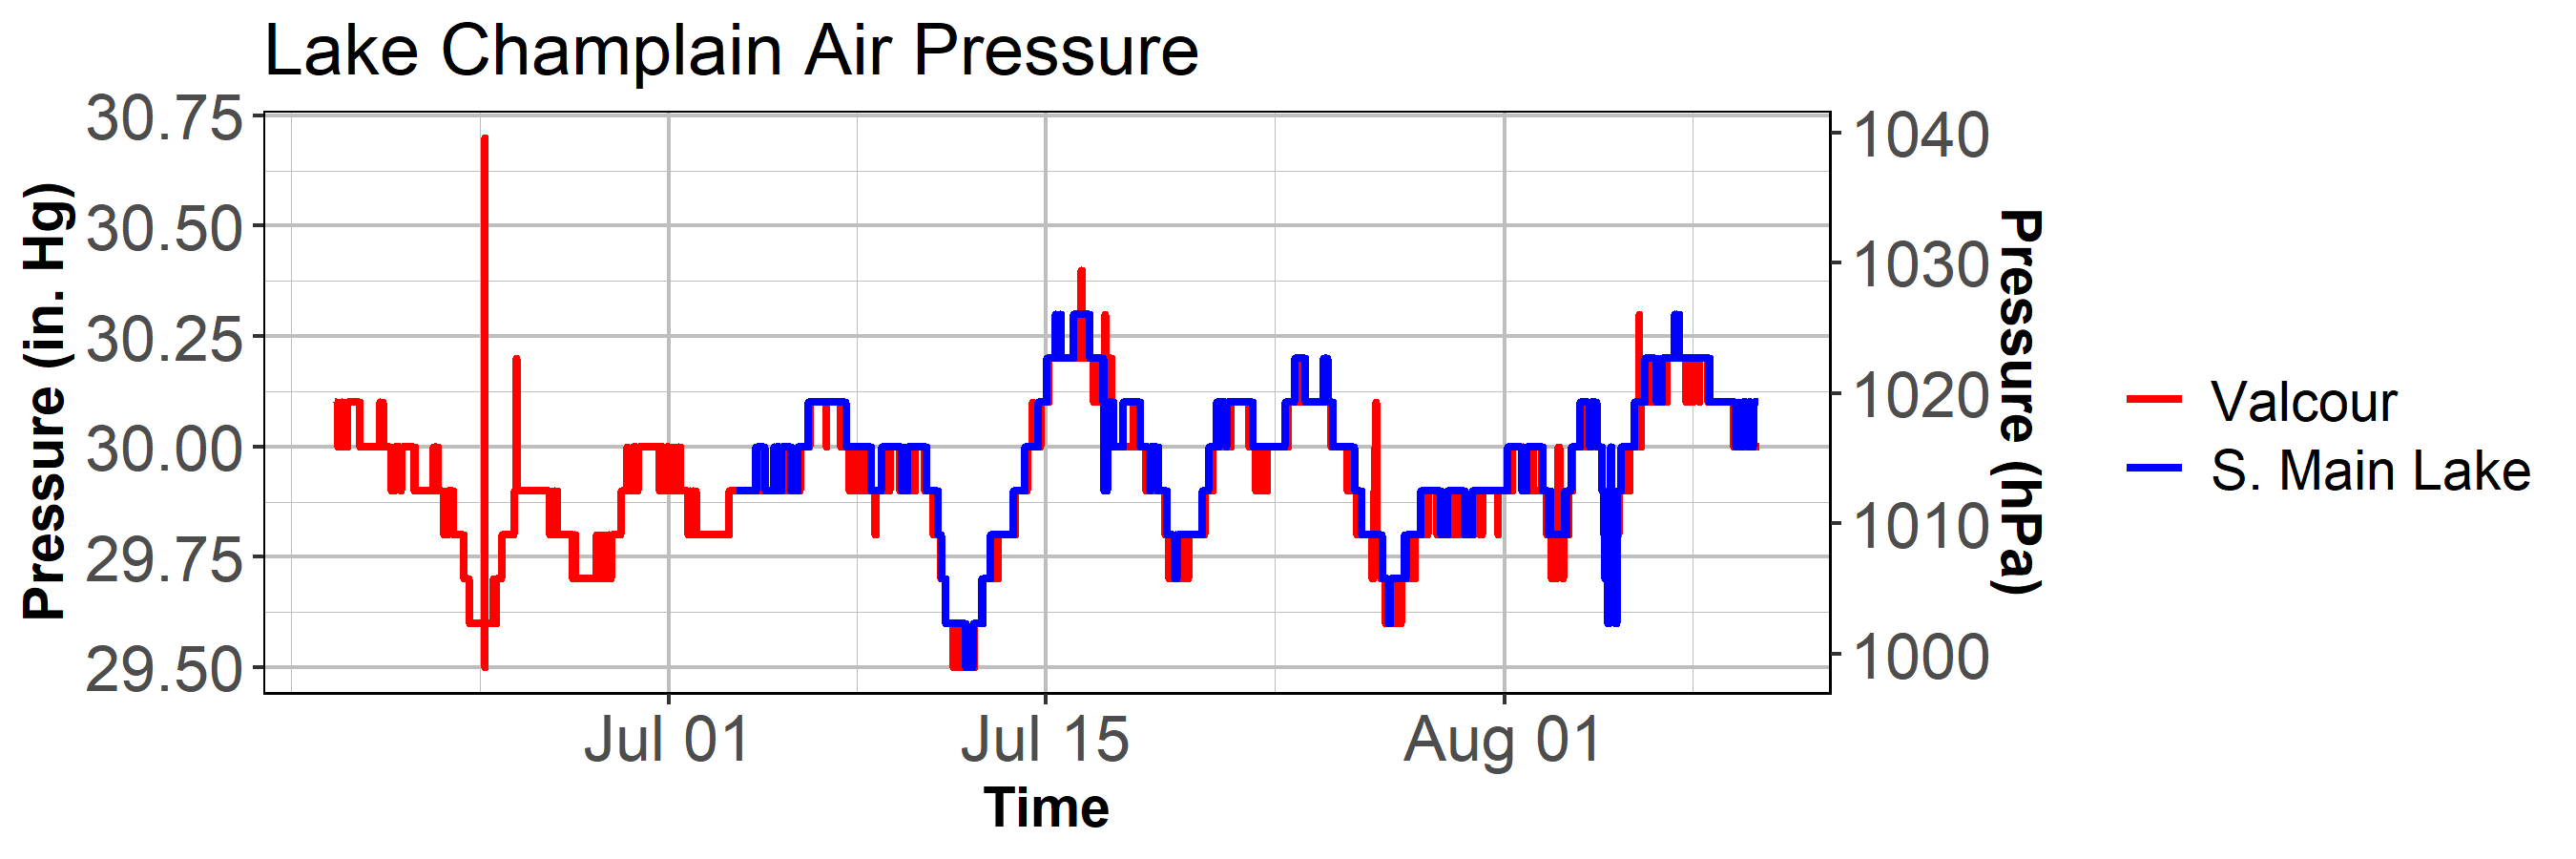 Lake Champlain Air Pressure
30.75
30.50
30.25
30.00
29.75
29.50
Pressure (in. Hg)
1040
1030
1020
1010
1000
Pressure (hPa)
Jul 01
Jul 15
Aug 01
Time
Valcour
S. Main Lake